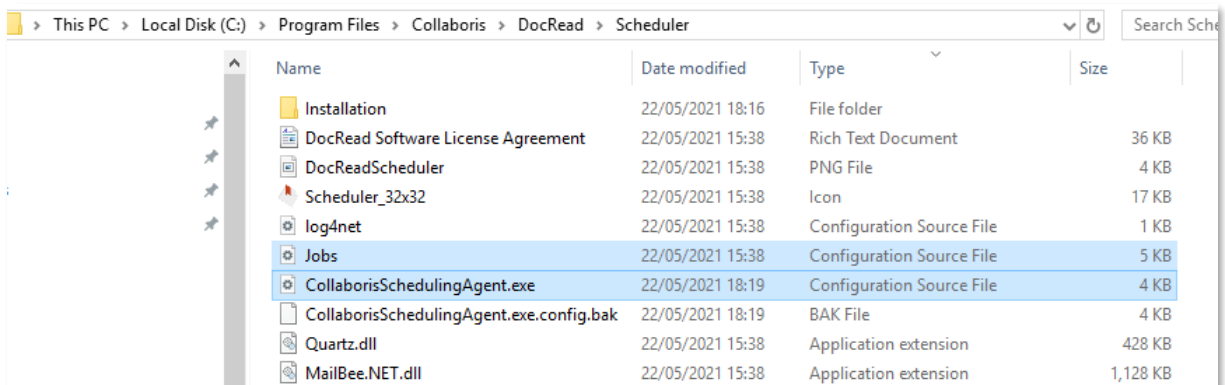 This PC > Local Disk (C:) > Program Files > Collaboris > DocRead > Scheduler Search Sche
Name Date modified Type Size
Installation 22/05/2021 18:16 File folder
DocRead Software License Agreement 22/05/2021 15:38 Rich Text Document 36 KB
DocReadScheduler 22/05/2021 15:38 PNG File 4 KB
Scheduler_32x32 22/05/2021 15:38 Icon 17 KB
log4net 22/05/2021 15:38 Configuration Source File 1 KB
Jobs 22/05/2021 15:38 Configuration Source File 5 KB
CollaborisSchedulingAgent.exe 22/05/2021 18:19 Configuration Source File 4 KB
CollaborisSchedulingAgent.exe.config.bak 22/05/2021 18:19 BAK File 4 KB
Quartz.dll 22/05/2021 15:38 Application extension 428 KB
MailBee.NET.dll 22/05/2021 15:38 Application extension 1,128 KB